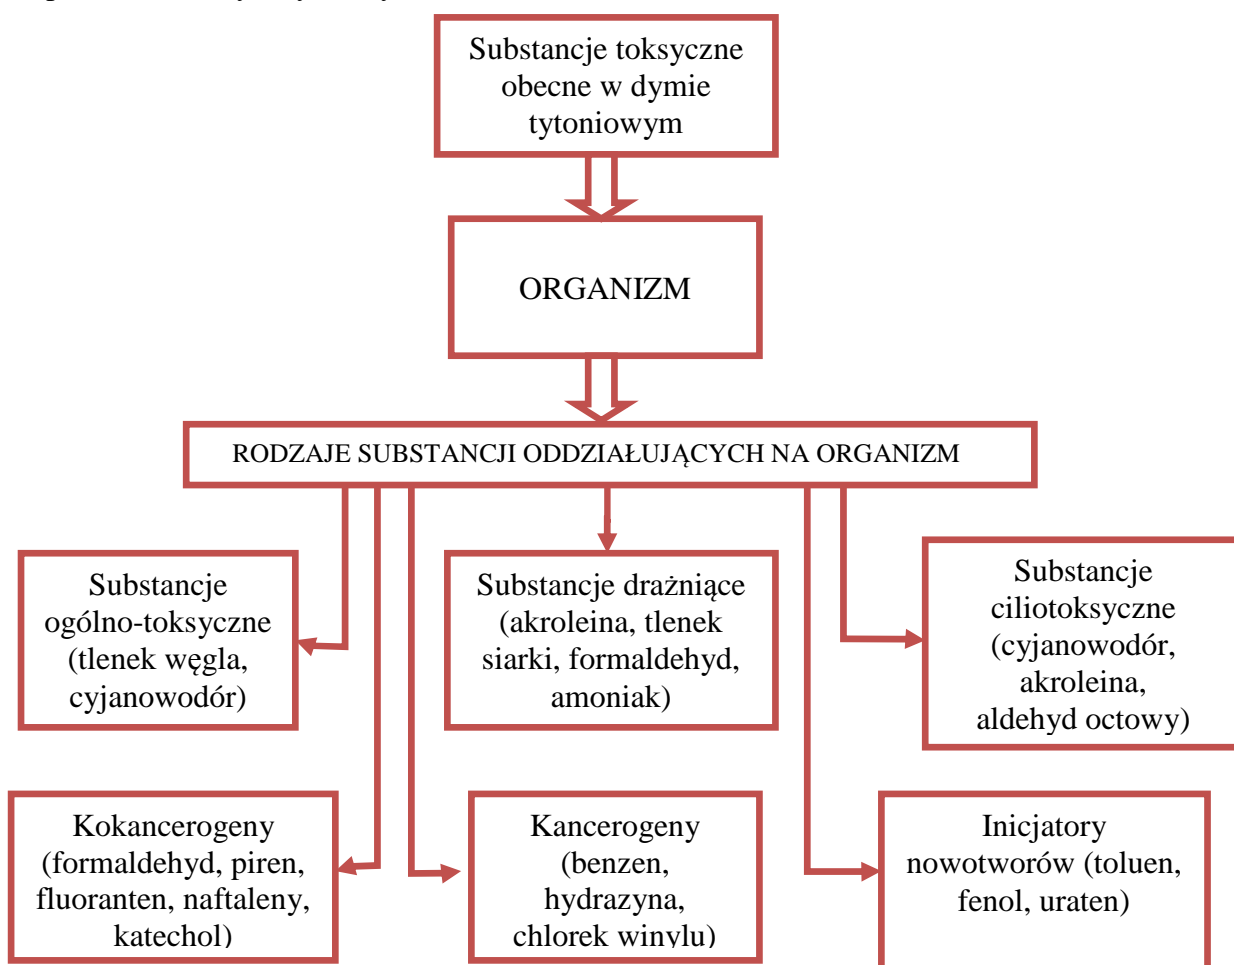 Substancje toksyczne
obecne w dymie
tytoniowym
ORGANIZM
RODZAJE SUBSTANCJI ODDZIAŁUJĄCYCH NA ORGANIZM
Substancje
ogólno-toksyczne
(tlenek węgla,
cyjanowodór)
Substancje drażniące
(akroleina, tlenek
siarki, formaldehyd,
amoniak)
Substancje
ciliotoksyczne
(cyjanowodór,
akroleina,
aldehyd octowy)
Kokancerogeny
(formaldehyd, piren,
fluoranten, naftaleny,
katechol)
Kancerogeny
(benzen,
hydrazyna,
chlorek winylu)
Inicjatory
nowotworów (toluen,
fenol, uraten)